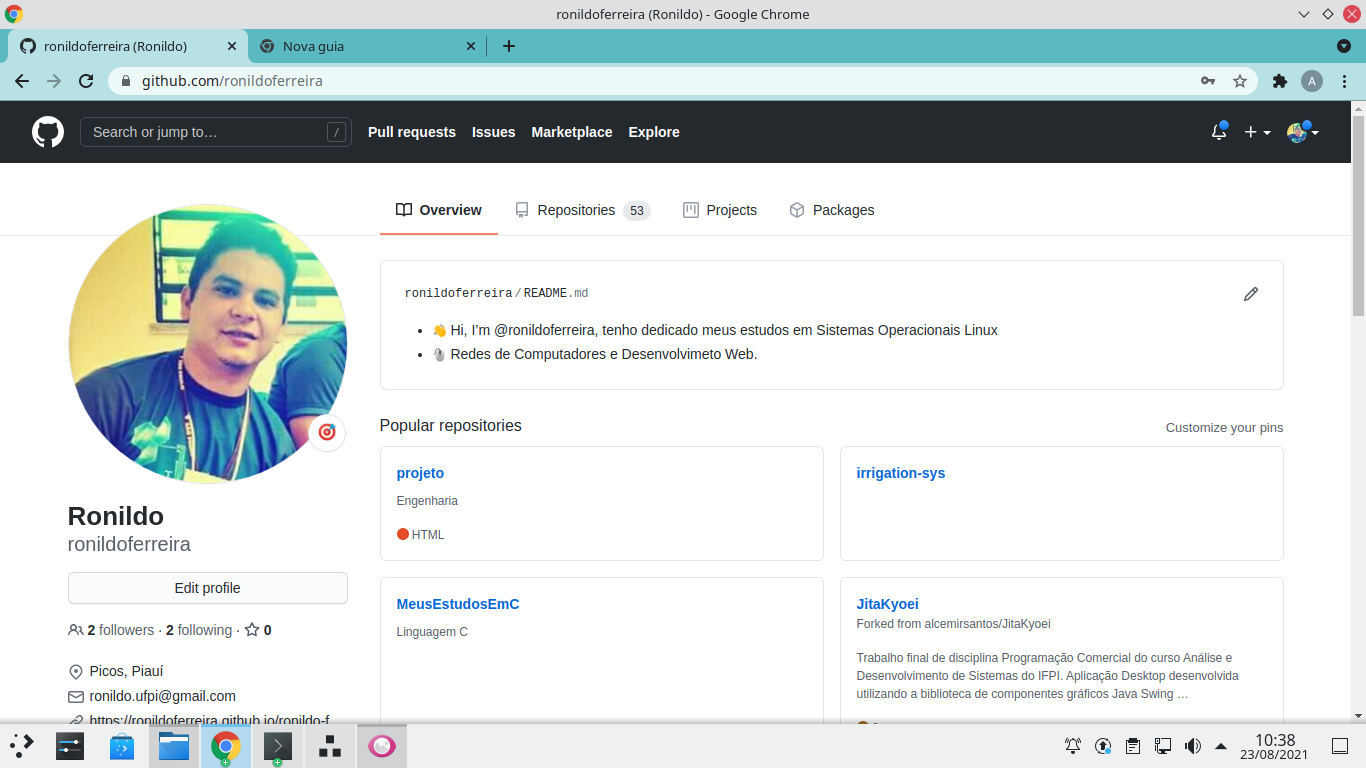 ronildoferreira (Ronildo) - Google Chrome
ronildoferreira (Ronildo)
Nova guia
github.com/ronildoferreira
A
Search or jump to…
/
Pull requests
Issues
Marketplace
Explore
Overview
Repositories 53
Projects
Packages
ronildoferreira / README.md
👋 Hi, I'm @ronildoferreira, tenho dedicado meus estudos em Sistemas Operacionais Linux
🖱️ Redes de Computadores e Desenvolvimeto Web.
Ronildo
ronildoferreira
Edit profile
2 followers · 2 following · 0
Picos, Piauí
ronildo.ufpi@gmail.com
https://ronildoferreira.github.io/ronildo-f
Popular repositories
Customize your pins
projeto
Engenharia
HTML
irrigation-sys
MeusEstudosEmC
Linguagem C
JitaKyoei
Forked from alcemirsantos/JitaKyoei
Trabalho final de disciplina Programação Comercial do curso Análise e
Desenvolvimento de Sistemas do IFPI. Aplicação Desktop desenvolvida
utilizando a biblioteca de componentes gráficos Java Swing …
10:38
23/08/2021